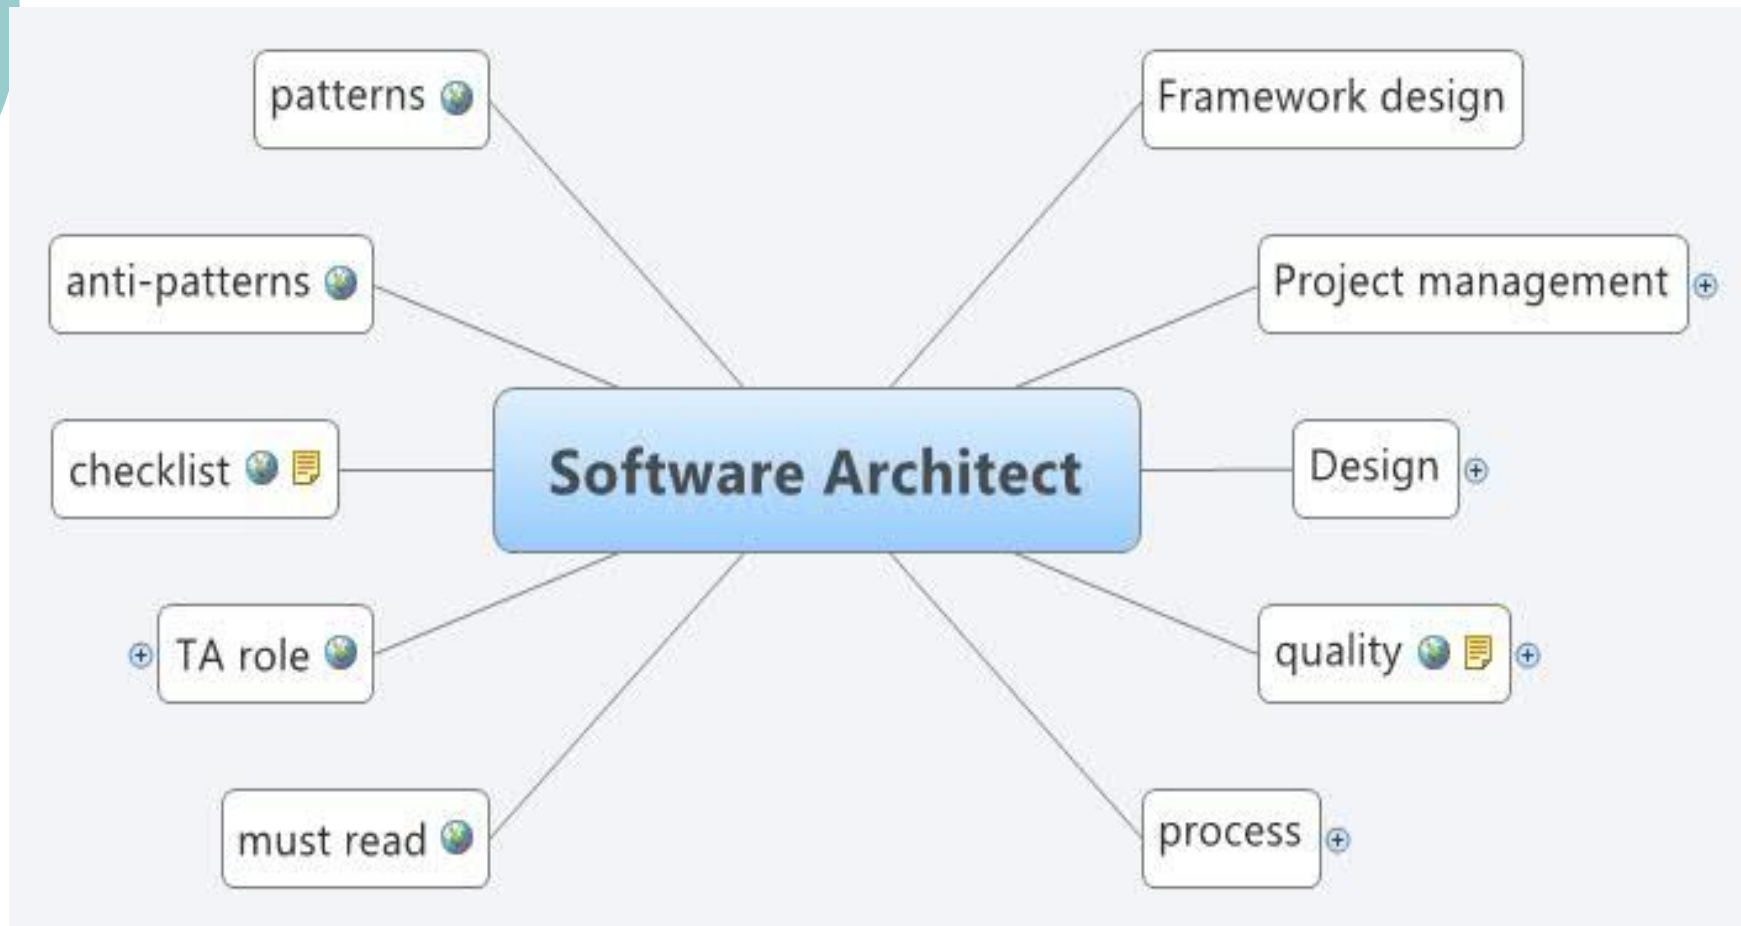 patterns
Framework design
anti-patterns
Project management
checklist
Software Architect
Design
TA role
quality
must read
process